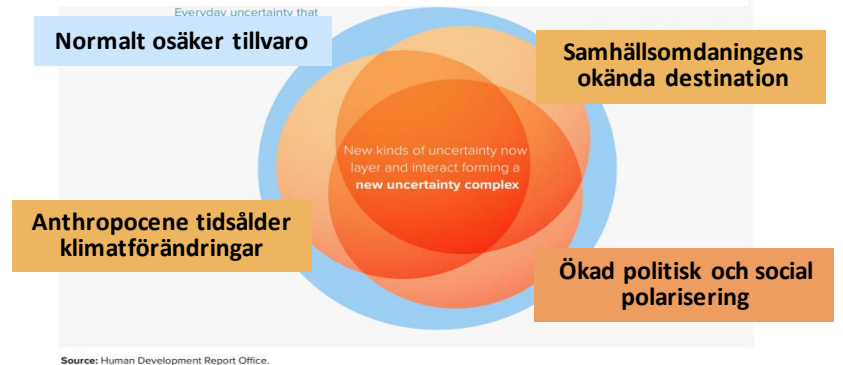 Everyday uncertainty that
Normalt osäker tillvaro
Samhällsomdaningens
okända destination
New kinds of uncertainty now
layer and interact forming a
new uncertainty complex
Anthropocene tidsålder
klimatförändringar
Ökad politisk och social
polarisering
Source: Human Development Report Office.